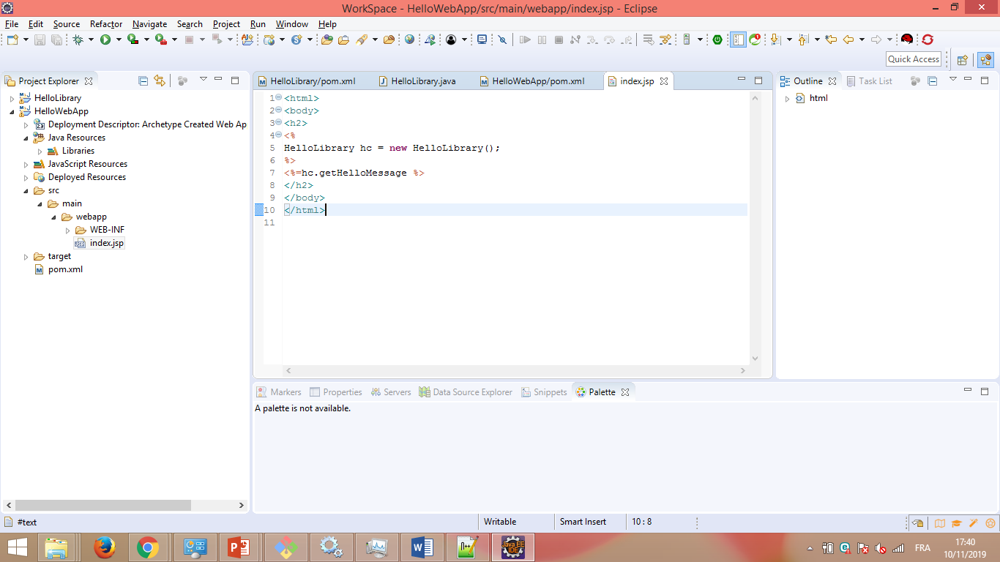 WorkSpace - HelloWebApp/src/main/webapp/index.jsp - Eclipse
File Edit Source Refactor Navigate Search Project Run Window Help
Quick Access
Project Explorer
HelloLibrary
HelloWebApp
Deployment Descriptor: Archetype Created Web Ap
Java Resources
Libraries
JavaScript Resources
Deployed Resources
src
main
webapp
WEB-INF
index.jsp
target
pom.xml
HelloLibrary/pom.xml HelloLibrary.java HelloWebApp/pom.xml index.jsp
1 <html>
2 <body>
3 <h2>
4 <%
5 HelloLibrary hc = new HelloLibrary();
6 %>
7 <%=hc.getHelloMessage %>
8 </h2>
9 </body>
10 </html>
11
Outline Task List
html
Markers Properties Servers Data Source Explorer Snippets Palette
A palette is not available.
#text Writable Smart Insert 10 : 8
Java EE
IDE
FRA
17:40
10/11/2019